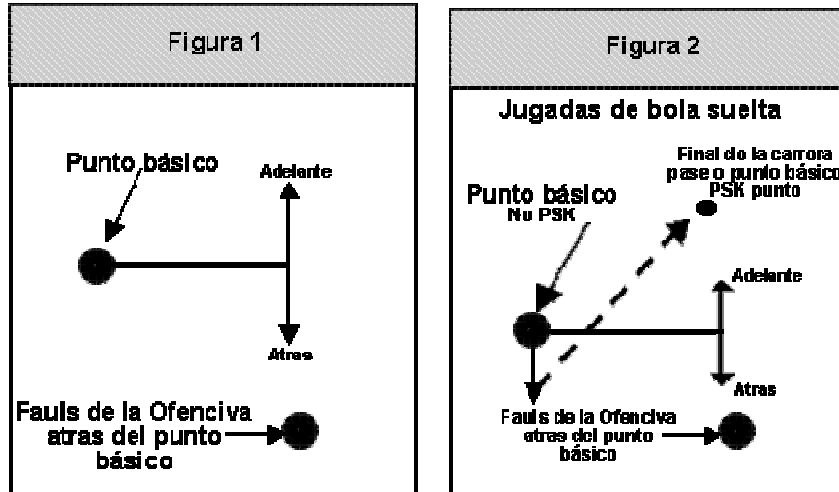 Figura 1
Punto básico
Adelante
Atras
Fauls de la Ofenciva
atras del punto
básico
Figura 2
Jugadas de bola suelta
Final do la carrora
pase o punto básico
PSK punto
Punto básico
No PSK
Adelante
Atras
Fauls de la Ofenciva
atras del punto
básico